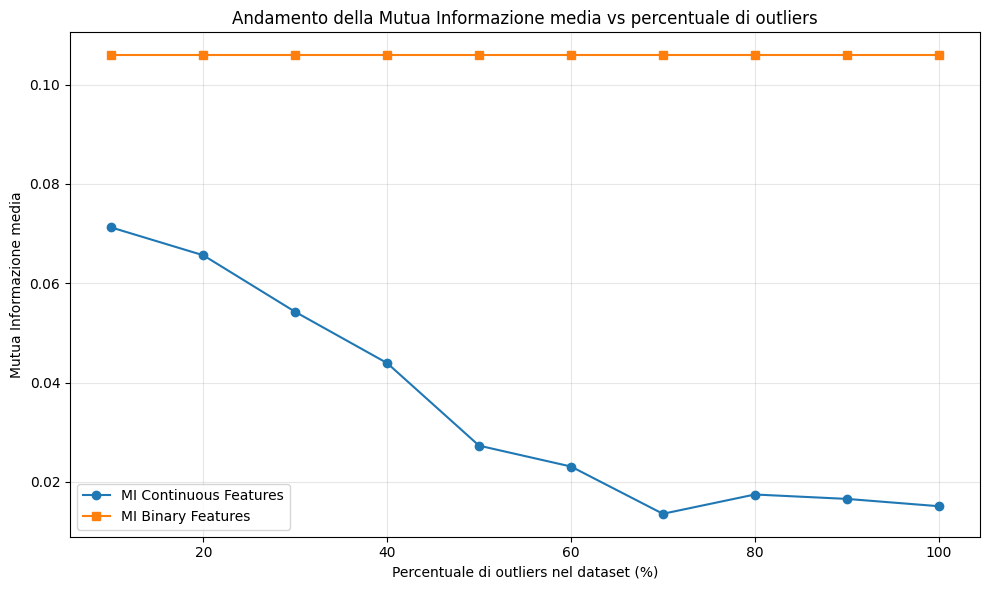 Andamento della Mutua Informazione media vs percentuale di outliers
Mutua Informazione media
0.10
0.08
0.06
0.04
0.02
MI Continuous Features
MI Binary Features
20
40
60
80
100
Percentuale di outliers nel dataset (%)